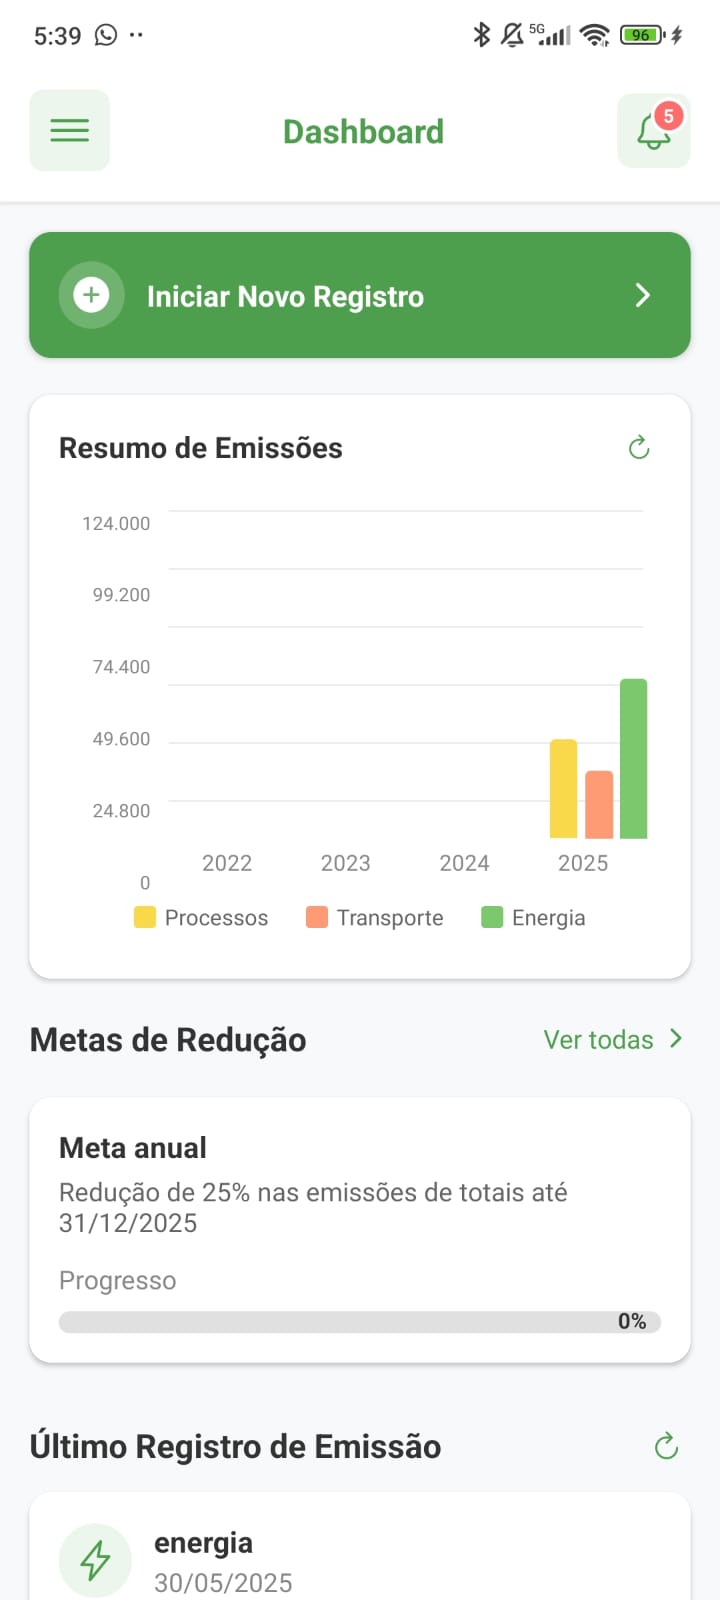 5:39
5G
96
Dashboard
5
Iniciar Novo Registro
Resumo de Emissões
124.000
99.200
74.400
49.600
24.800
0
2022 2023 2024 2025
Processos Transporte Energia
Metas de Redução
Ver todas
Meta anual
Redução de 25% nas emissões de totais até
31/12/2025
Progresso
0%
Último Registro de Emissão
energia
30/05/2025